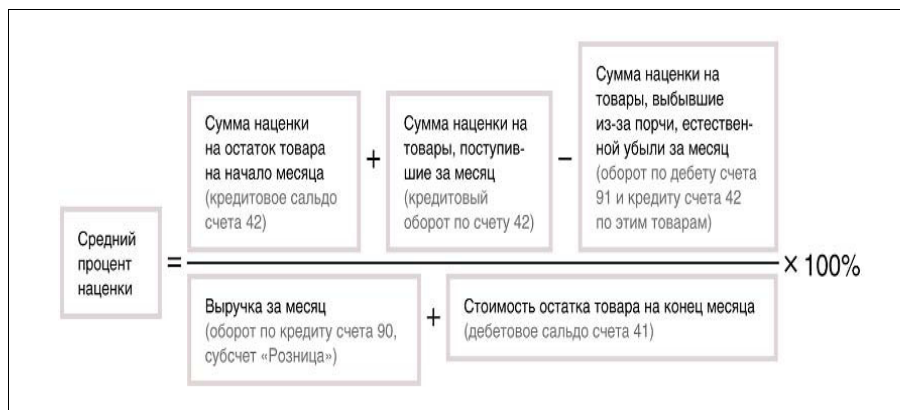 Средний
процент
наценки
=
Сумма наценки
на остаток товара
на начало месяца
(кредитовое сальдо
счета 42)
+
Сумма наценки на
товары, поступив-
шие за месяц
(кредитовый
оборот по счету 42)
−
Сумма наценки на
товары, выбывшие
из-за порчи, естествен-
ной убыли за месяц
(оборот по дебету счета
91 и кредиту счета 42
по этим товарам)
Выручка за месяц
(оборот по кредиту счета 90,
субсчет «Розница»)
+
Стоимость остатка товара на конец месяца
(дебетовое сальдо счета 41)
× 100%